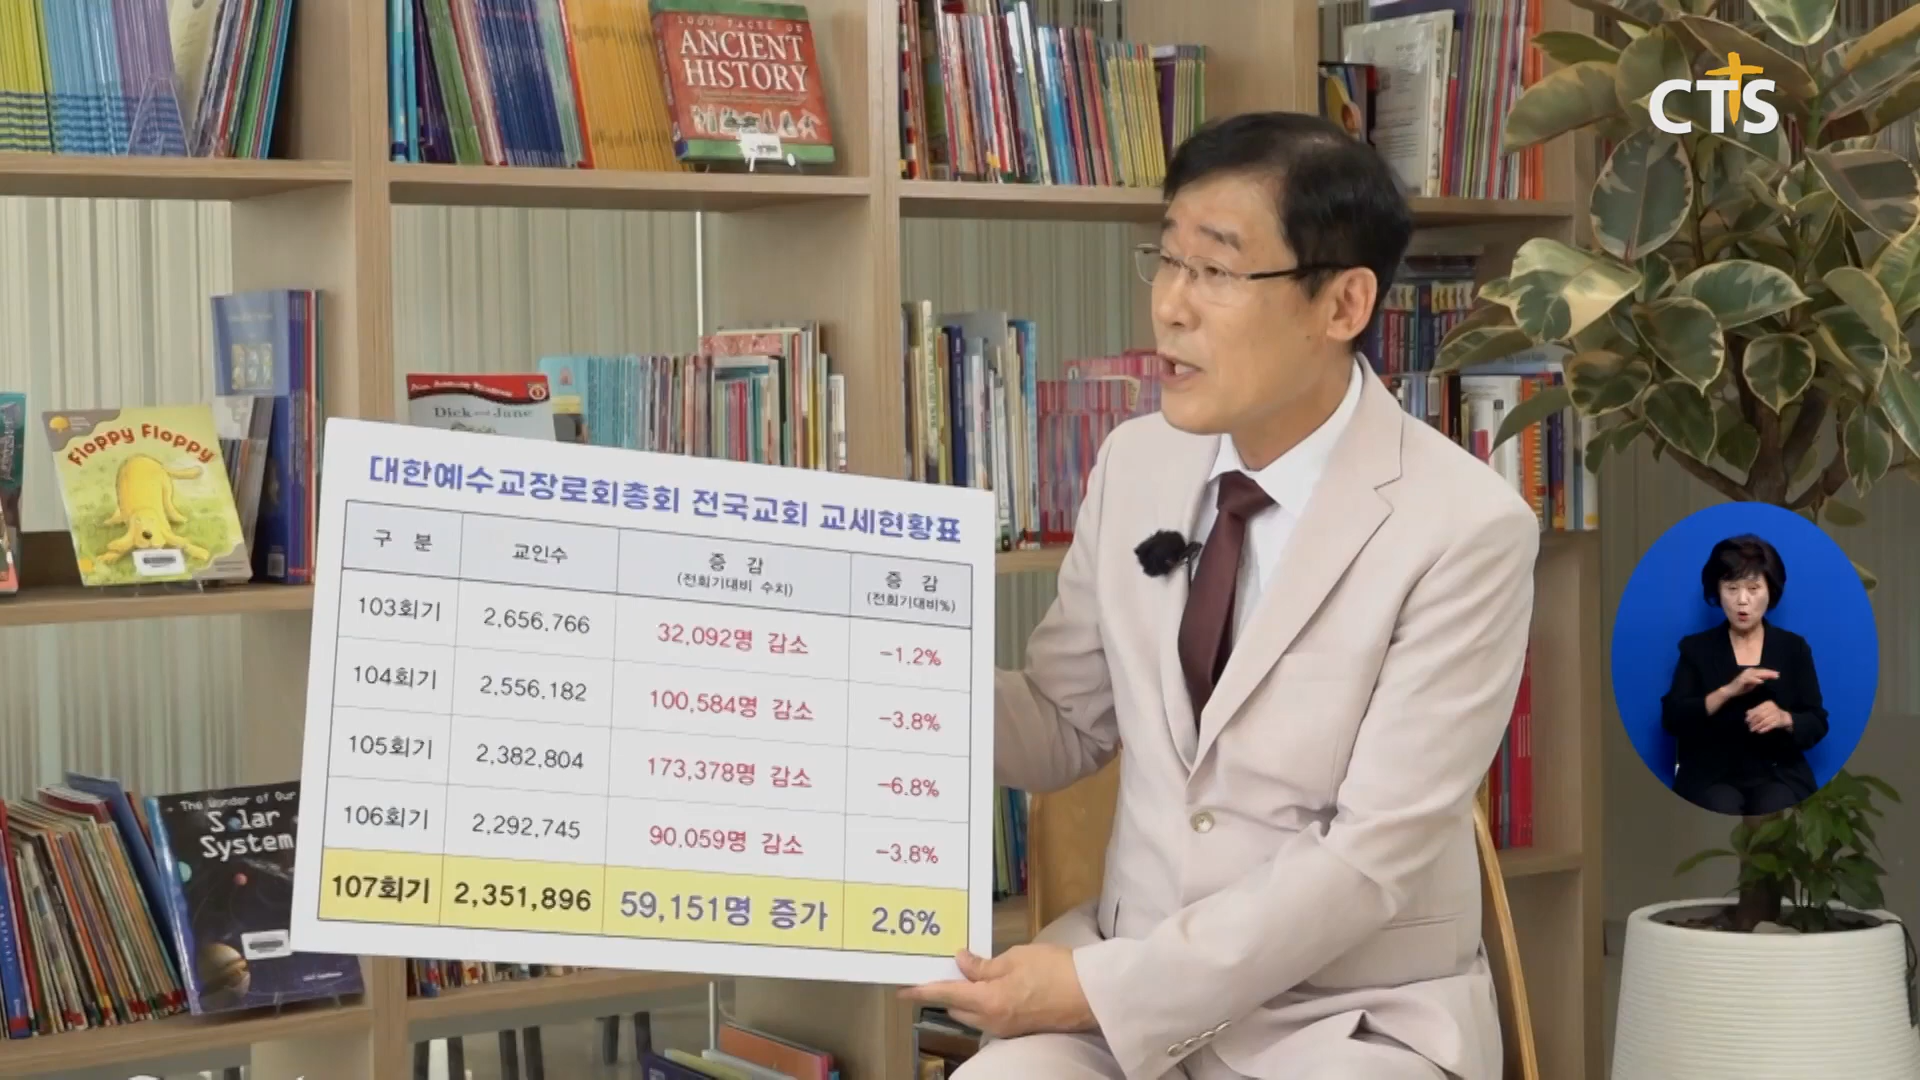 1000 FACTS ON
ANCIENT
HISTORY
CTS
Dick and Jane
Floppy Floppy
대한예수교장로회총회 전국교회 교세현황표
구 분 교인수 증 감 증 감
(전회기대비 수치) (전회기대비%)
103회기 2,656,766 32,092명 감소 -1.2%
104회기 2,556,182 100,584명 감소 -3.8%
105회기 2,382,804 173,378명 감소 -6.8%
106회기 2,292,745 90,059명 감소 -3.8%
107회기 2,351,896 59,151명 증가 2.6%
The Wonder of Our
Solar
System